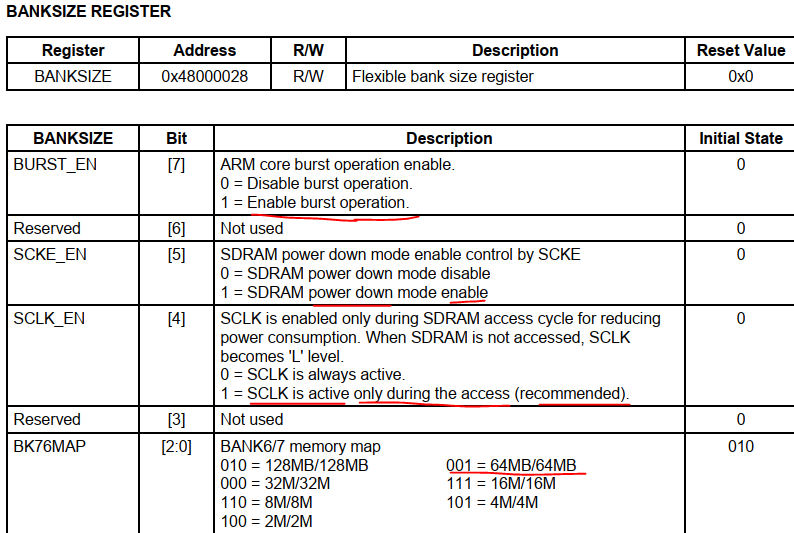 BANKSIZE REGISTER
Register Address R/W Description Reset Value
BANKSIZE 0x48000028 R/W Flexible bank size register 0x0
BANKSIZE Bit Description Initial State
BURST_EN [7] ARM core burst operation enable. 0
0 = Disable burst operation.
1 = Enable burst operation.
Reserved [6] Not used 0
SCKE_EN [5] SDRAM power down mode enable control by SCKE 0
0 = SDRAM power down mode disable
1 = SDRAM power down mode enable
SCLK_EN [4] SCLK is enabled only during SDRAM access cycle for reducing 0
power consumption. When SDRAM is not accessed, SCLK
becomes 'L' level.
0 = SCLK is always active.
1 = SCLK is active only during the access (recommended).
Reserved [3] Not used 0
BK76MAP [2:0] BANK6/7 memory map 010
010 = 128MB/128MB 001 = 64MB/64MB
000 = 32M/32M 111 = 16M/16M
110 = 8M/8M 101 = 4M/4M
100 = 2M/2M